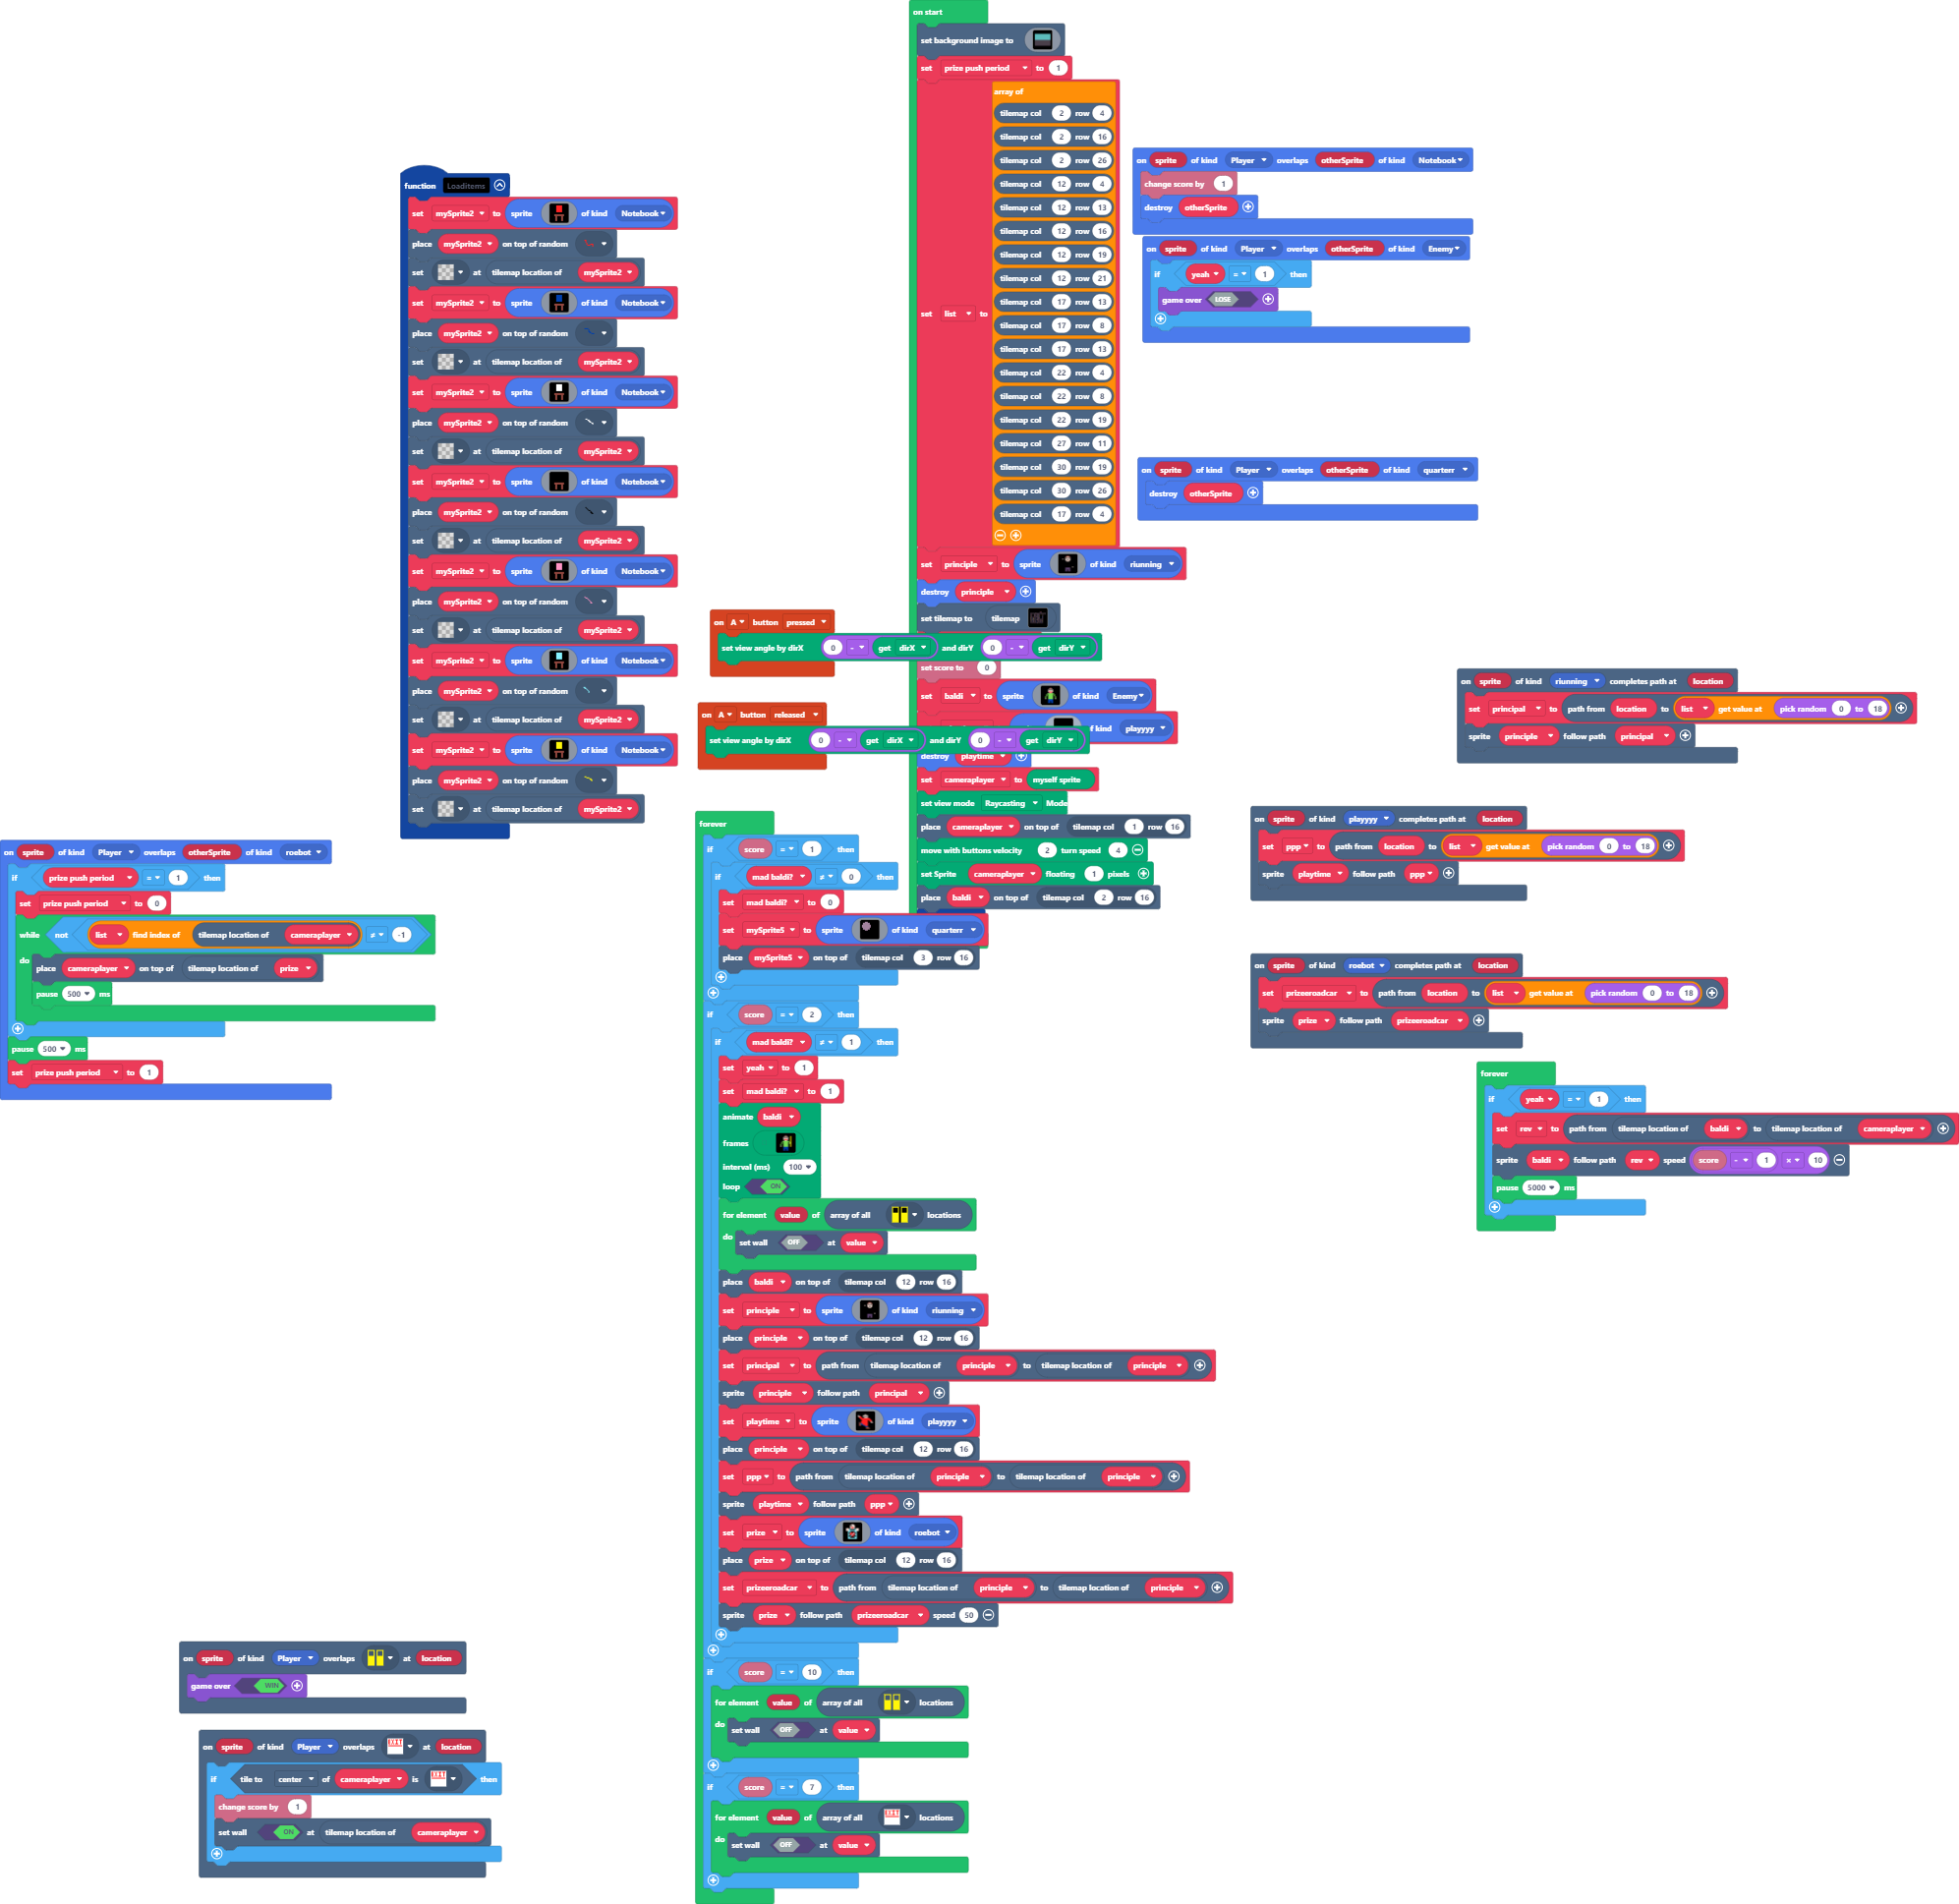 on start
set background image to
set prize push period to 1
set list to
array of
tilemap col 2 row 4
tilemap col 2 row 16
tilemap col 2 row 26
tilemap col 12 row 4
tilemap col 12 row 13
tilemap col 12 row 16
tilemap col 12 row 19
tilemap col 12 row 21
tilemap col 17 row 13
tilemap col 17 row 8
tilemap col 17 row 13
tilemap col 22 row 4
tilemap col 22 row 8
tilemap col 22 row 19
tilemap col 27 row 11
tilemap col 30 row 19
tilemap col 30 row 26
tilemap col 17 row 4
set principle to sprite of kind riunning
destroy principle
set tilemap to tilemap
set score to 0
set baldi to sprite of kind Enemy
kind playyyy
destroy playtime
set cameraplayer to myself sprite
set view mode Raycasting Mode
place cameraplayer on top of tilemap col 1 row 16
move with buttons velocity 2 turn speed 4
set Sprite cameraplayer floating 1 pixels
place baldi on top of tilemap col 2 row 16
function Loaditems
set mySprite2 to sprite of kind Notebook
place mySprite2 on top of random
set at tilemap location of mySprite2
set mySprite2 to sprite of kind Notebook
place mySprite2 on top of random
set at tilemap location of mySprite2
set mySprite2 to sprite of kind Notebook
place mySprite2 on top of random
set at tilemap location of mySprite2
set mySprite2 to sprite of kind Notebook
place mySprite2 on top of random
set at tilemap location of mySprite2
set mySprite2 to sprite of kind Notebook
place mySprite2 on top of random
set at tilemap location of mySprite2
set mySprite2 to sprite of kind Notebook
place mySprite2 on top of random
set at tilemap location of mySprite2
set mySprite2 to sprite of kind Notebook
place mySprite2 on top of random
set at tilemap location of mySprite2
on sprite of kind Player overlaps otherSprite of kind Notebook
change score by 1
destroy otherSprite
on sprite of kind Player overlaps otherSprite of kind Enemy
if yeah = 1 then
game over LOSE
on sprite of kind Player overlaps otherSprite of kind quarterr
destroy otherSprite
on A button pressed
set view angle by dirX 0 - get dirX and dirY 0 - get dirY
on A button released
set view angle by dirX 0 - get dirX and dirY 0 - get dirY
on sprite of kind riunning completes path at location
set principal to path from location to list get value at pick random 0 to 18
sprite principle follow path principal
on sprite of kind playyyy completes path at location
set ppp to path from location to list get value at pick random 0 to 18
sprite playtime follow path ppp
on sprite of kind roebot completes path at location
set prizeeroadcar to path from location to list get value at pick random 0 to 18
sprite prize follow path prizeeroadcar
forever
if yeah = 1 then
set rev to path from tilemap location of baldi to tilemap location of cameraplayer
sprite baldi follow path rev speed score - 1 × 10
pause 5000 ms
on sprite of kind Player overlaps otherSprite of kind roebot
if prize push period = 1 then
set prize push period to 0
while not list find index of tilemap location of cameraplayer ≠ -1
do
place cameraplayer on top of tilemap location of prize
pause 500 ms
pause 500 ms
set prize push period to 1
forever
if score = 1 then
if mad baldi? ≠ 0 then
set mad baldi? to 0
set mySprite5 to sprite of kind quarterr
place mySprite5 on top of tilemap col 3 row 16
if score = 2 then
if mad baldi? ≠ 1 then
set yeah to 1
set mad baldi? to 1
animate baldi
frames
interval (ms) 100
loop ON
for element value of array of all locations
do set wall OFF at value
place baldi on top of tilemap col 12 row 16
set principle to sprite of kind riunning
place principle on top of tilemap col 12 row 16
set principal to path from tilemap location of principle to tilemap location of principle
sprite principle follow path principal
set playtime to sprite of kind playyyy
place principle on top of tilemap col 12 row 16
set ppp to path from tilemap location of principle to tilemap location of principle
sprite playtime follow path ppp
set prize to sprite of kind roebot
place prize on top of tilemap col 12 row 16
set prizeeroadcar to path from tilemap location of principle to tilemap location of principle
sprite prize follow path prizeeroadcar speed 50
if score = 10 then
for element value of array of all locations
do set wall OFF at value
if score = 7 then
for element value of array of all locations
do set wall OFF at value
on sprite of kind Player overlaps at location
game over WIN
on sprite of kind Player overlaps EXIT at location
if tile to center of cameraplayer is EXIT then
change score by 1
set wall ON at tilemap location of cameraplayer